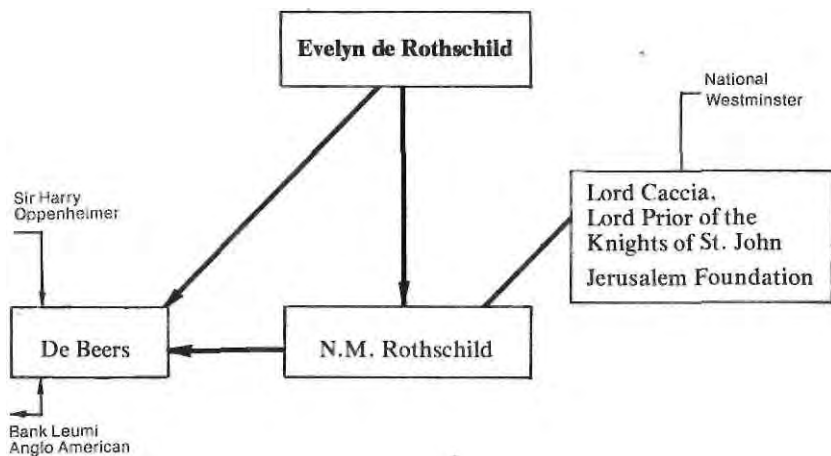 Evelyn de Rothschild
National
Westminster
Lord Caccia,
Lord Prior of the
Knights of St. John
Jerusalem Foundation
Sir Harry
Oppenheimer
De Beers
N.M. Rothschild
Bank Leumi
Anglo American